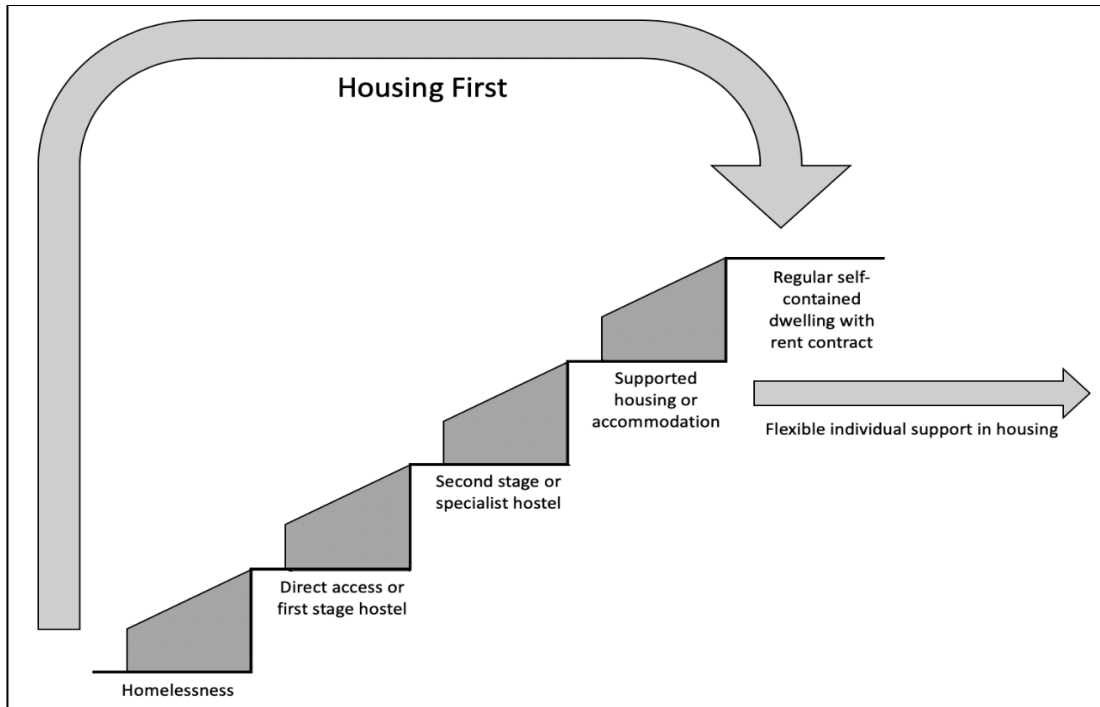 Housing First
Regular self-
contained
dwelling with
rent contract
Supported
housing or
accommodation
Flexible individual support in housing
Second stage or
specialist hostel
Direct access or
first stage hostel
Homelessness